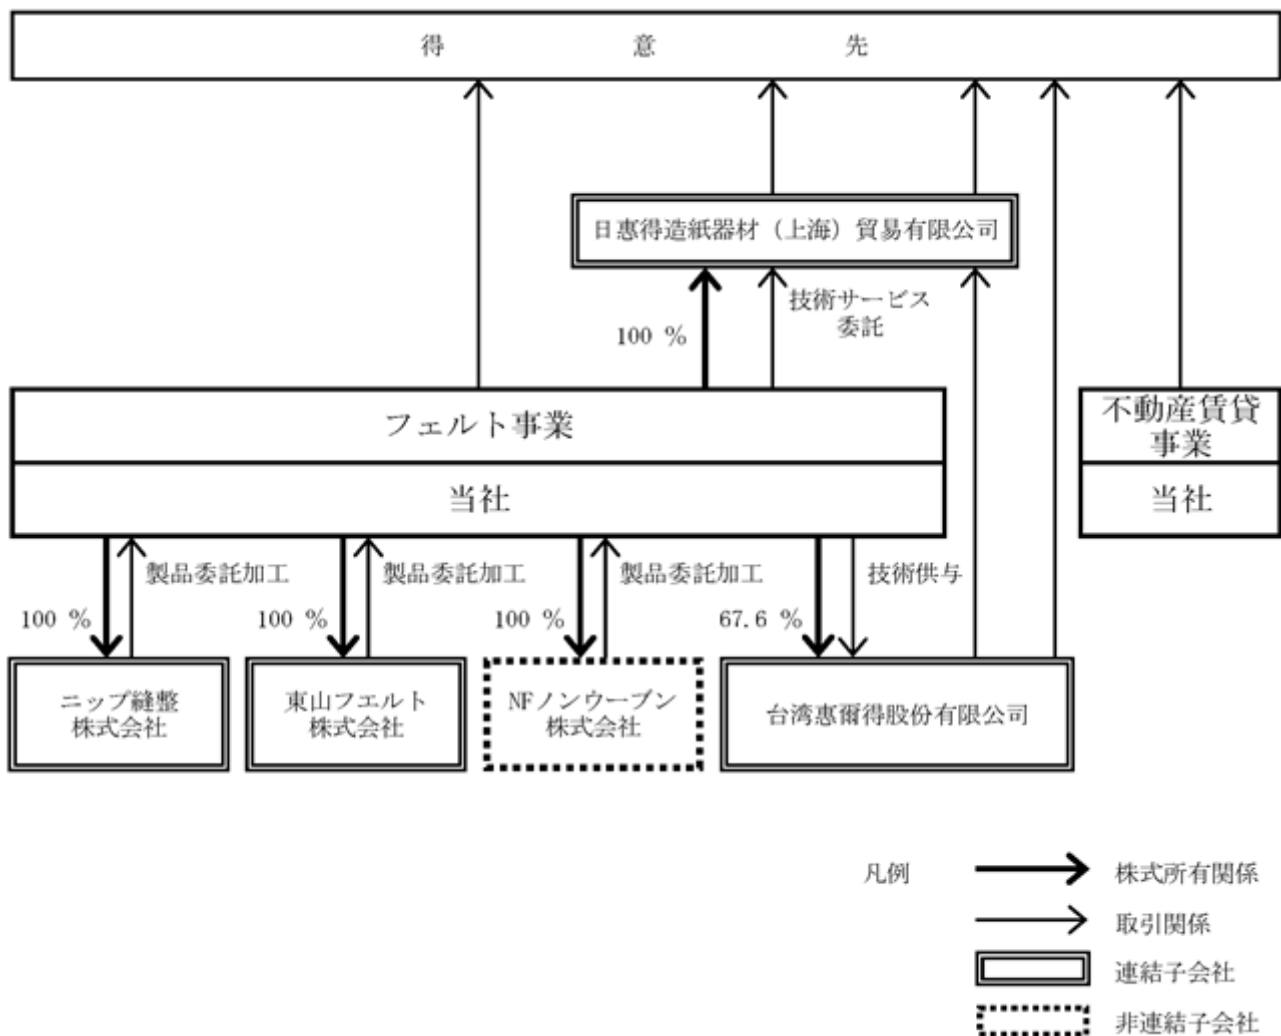 得意先
日惠得造紙器材（上海）貿易有限公司
技術サービス
委託
100 %
フェルト事業
当社
不動産賃貸
事業
当社
製品委託加工
製品委託加工
製品委託加工
技術供与
100 %
100 %
100 %
67.6 %
ニップ縫整
株式会社
東山フエルト
株式会社
NFノンウーブン
株式会社
台湾惠爾得股份有限公司
凡例
株式所有関係
取引関係
連結子会社
非連結子会社